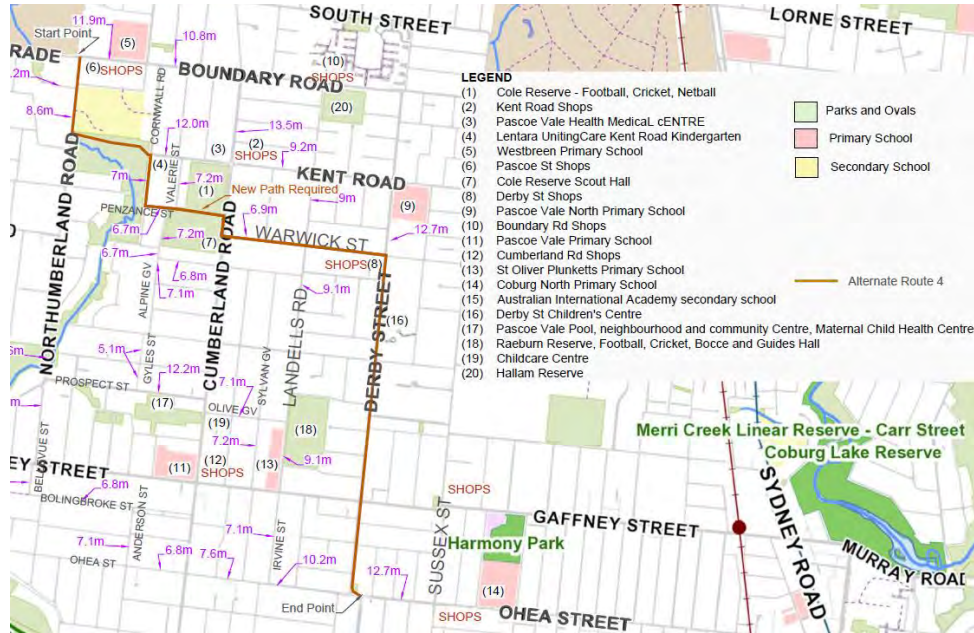 SOUTH STREET
LORNE STREET
11.9m
Start Point
(5)
10.8m
RADE
(6)
SHOPS
BOUNDARY ROAD
(10)
SHOPS
(20)
.2m
8.6m
CORNWALL RD
12.0m
13.5m
(3)
(2)
SHOPS
9.2m
KENT ROAD
(4)
VALERIE ST
7m
7.2m
(1)
New Path Required
9m
(9)
PENZANCE ST
6.7m
6.9m
WARWICK ST
12.7m
7.2m
(7)
6.7m
6.8m
7.1m
SHOPS
(8)
NORTHUMBERLAND ROAD
ALPINE GV
CUMBERLAND ROAD
9.1m
LANDELLS RD
DERBY STREET
(16)
5.1m
GYLIES ST
12.2m
PROSPECT ST
7.1m
SYLVAN GV
(17)
OLIVE GV
(19)
7.2m
(18)
BELLEVUE ST
EY STREET
(11)
(12)
SHOPS
(13)
9.1m
6.8m
BOLINGBROKE ST
ANDERSON ST
7.1m
OHEA ST
6.8m
7.6m
7.1m
IRVINE ST
10.2m
12.7m
End Point
SUSSEX ST
SHOPS
GAFFNEY STREET
Harmony Park
(14)
SHOPS
OHEA STREET
SYDNEY ROAD
MURRAY ROAD
Merri Creek Linear Reserve - Carr Street
Coburg Lake Reserve
LEGEND
(1) Cole Reserve - Football, Cricket, Netball
(2) Kent Road Shops
(3) Pascoe Vale Health MedicaL cENTRE
(4) Lentara UnitingCare Kent Road Kindergarten
(5) Westbreen Primary School
(6) Pascoe St Shops
(7) Cole Reserve Scout Hall
(8) Derby St Shops
(9) Pascoe Vale North Primary School
(10) Boundary Rd Shops
(11) Pascoe Vale Primary School
(12) Cumberland Rd Shops
(13) St Oliver Plunketts Primary School
(14) Coburg North Primary School
(15) Australian International Academy secondary school
(16) Derby St Children's Centre
(17) Pascoe Vale Pool, neighbourhood and community Centre, Maternal Child Health Centre
(18) Raeburn Reserve, Football, Cricket, Bocce and Guides Hall
(19) Childcare Centre
(20) Hallam Reserve
Parks and Ovals
Primary School
Secondary School
Alternate Route 4